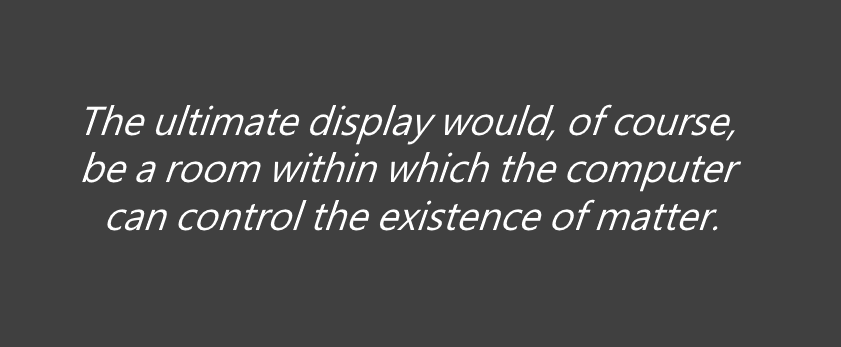 The ultimate display would, of course,
be a room within which the computer
can control the existence of matter.